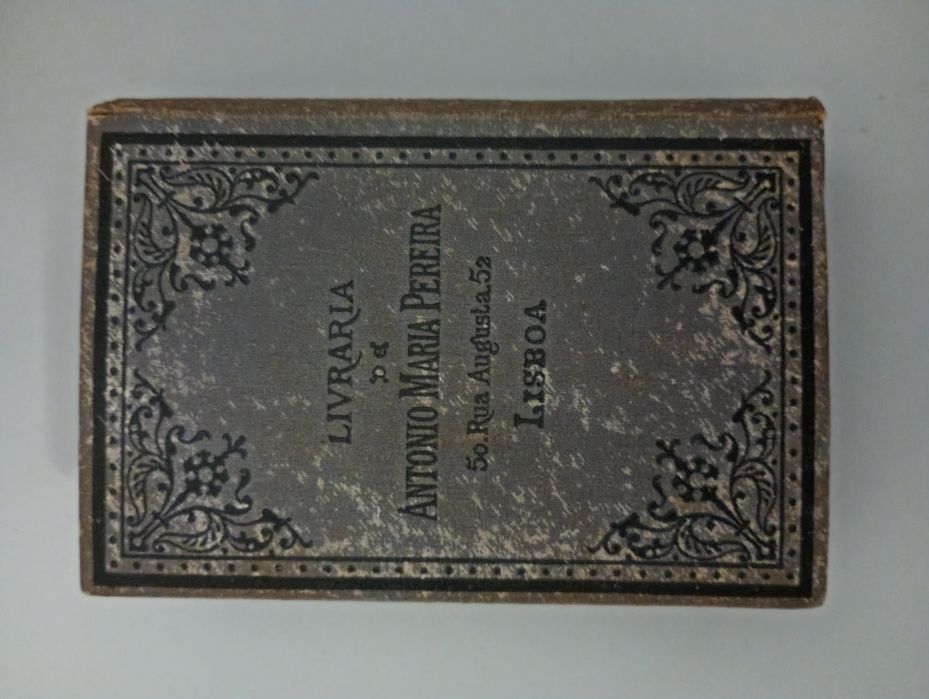 LIVRARIA
DE
ANTONIO MARIA PEREIRA
50. Rua Augusta. 52
LISBOA